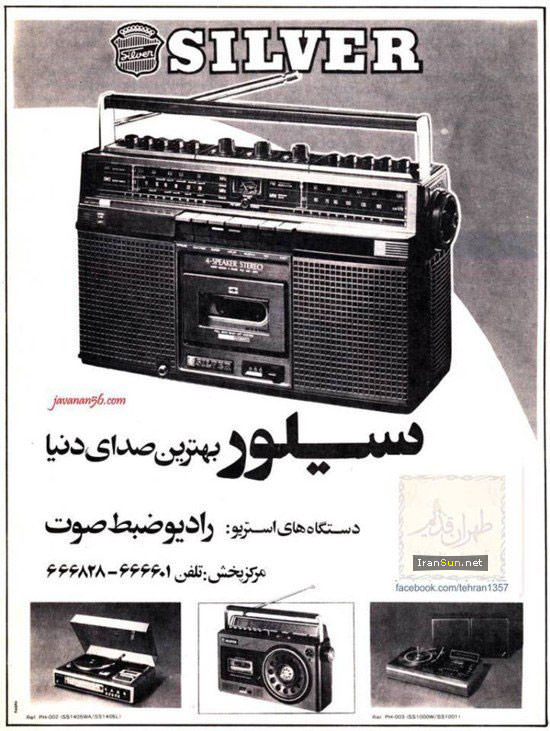 Silver
SILVER
4-SPEAKER STEREO
javanan56.com
سیلور بهترین صدای دنیا
دستگاه های استریو: رادیو ضبط صوت
مرکز پخش: تلفن ۶۶۶۶۰۱-۶۶۶۸۲۸
طهران قدیم
IranSun.net
facebook.com/tehran1357
Ref. PH-002 (SS1405WA/SS1405L)
Ref. PH-003 (SS1000W/SS1001)